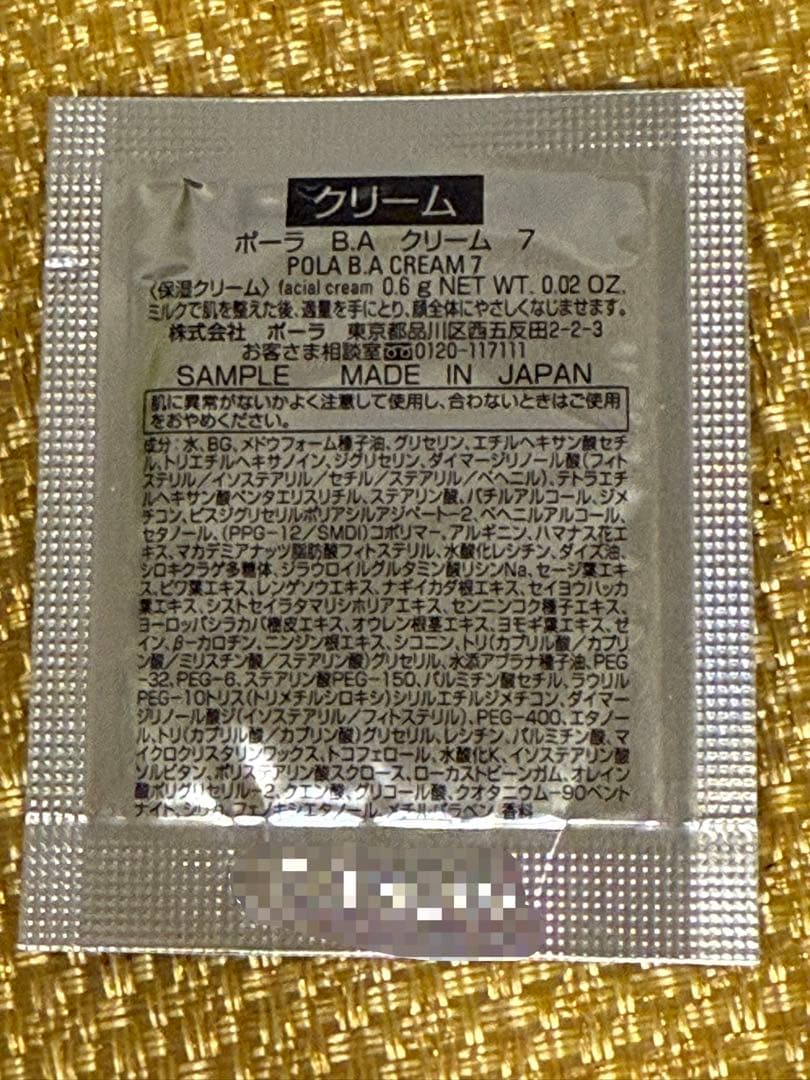 クリーム
ポーラ B.A クリーム 7
POLA B.A CREAM 7
〈保湿クリーム〉facial cream 0.6 g NET WT. 0.02 OZ.
ミルクで肌を整えた後、適量を手にとり、顔全体にやさしくなじませます。
株式会社 ポーラ 東京都品川区西五反田2-2-3
お客さま相談室 0120-117111
SAMPLE MADE IN JAPAN
肌に異常がないかよく注意して使用し、合わないときはご使用
をおやめください。
成分:水、BG、メドウフォーム種子油、グリセリン、エチルヘキサン酸セチ
ル、トリエチルヘキサノイン、ジグリセリン、ダイマージリノール酸(フィト
ステリル/イソステアリル/セチル/ステアリル/ベヘニル)、テトラエチ
ルヘキサン酸ペンタエリスリチル、ステアリン酸、バチルアルコール、ジメ
チコン、ビスジグリセリルポリアシルアジペート-2、ベヘニルアルコール、
セタノール、(PPG-12/SMDI)コポリマー、アルギニン、ハマナス花エ
キス、マカデミアナッツ脂肪酸フィトステリル、水酸化レシチン、ダイズ油、
シロキクラゲ多糖体、ジラウロイルグルタミン酸リシンNa、セージ葉エキ
ス、ビワ葉エキス、レンゲソウエキス、ナギイカダ根エキス、セイヨウハッカ
葉エキス、シストセイラタマリシホリアエキス、センニンコク種子エキス、
ヨーロッパシラカバ樹皮エキス、オウレン根茎エキス、ヨモギ葉エキス、ゼ
イン、β-カロチン、ニンジン根エキス、シコニン、トリ(カプリル酸/カプリ
ン酸/ミリスチン酸/ステアリン酸)グリセリル、水添アブラナ種子油、PEG
-32、PEG-6、ステアリン酸PEG-150、パルミチン酸セチル、ラウリル
PEG-10トリス(トリメチルシロキシ)シリルエチルジメチコン、ダイマー
ジリノール酸ジ(イソステアリル/フィトステリル)、PEG-400、エタノー
ル、トリ(カプリル酸/カプリン酸)グリセリル、レシチン、パルミチン酸、マ
イクロクリスタリンワックス、トコフェロール、水酸化K、イソステアリン酸
ソルビタン、ポリステアリン酸スクロース、ローカストビーンガム、オレイン
酸ポリグリセリル-2、クエン酸、グリコール酸、クオタニウム-90ベント
ナイト、シリカ、フェノキシエタノール、メチルパラベン、香料